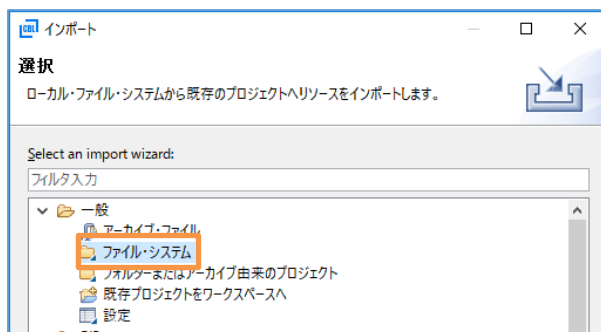 CBL インポート
選択
ローカル・ファイル・システムから既存のプロジェクトへリソースをインポートします。
Select an import wizard:
フィルタ入力
一般
アーカイブ・ファイル
ファイル・システム
フォルダーまたはアーカイブ由来のプロジェクト
既存プロジェクトをワークスペースへ
設定